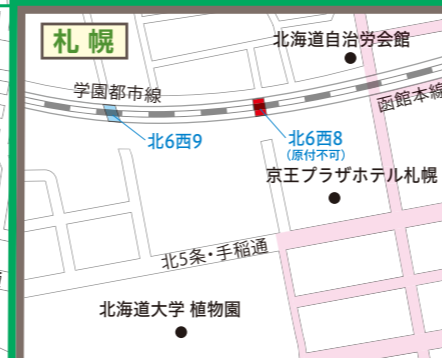 札幌
北海道自治労会館
学園都市線
函館本線
北6西9
北6西8
(原付不可)
京王プラザホテル札幌
北5条・手稲通
北海道大学 植物園